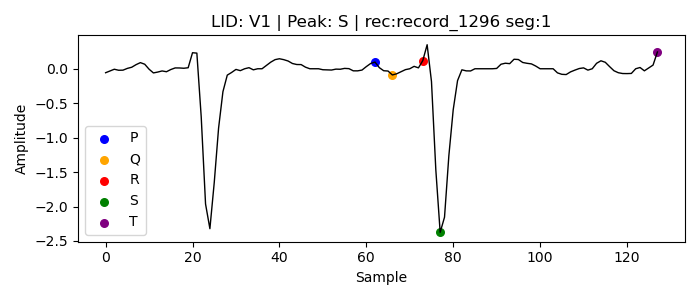 LID: V1 | Peak: S | rec:record_1296 seg:1
Amplitude
0.0
−0.5
−1.0
−1.5
−2.0
−2.5
P
Q
R
S
T
0 20 40 60 80 100 120
Sample